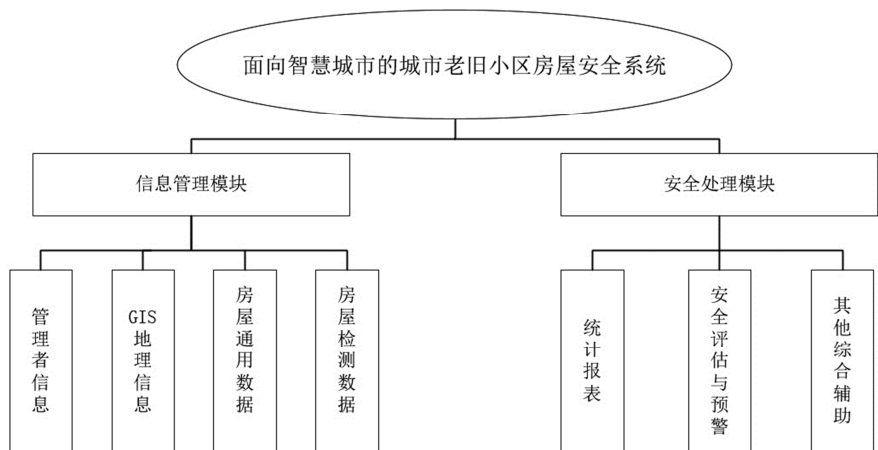 面向智慧城市的城市老旧小区房屋安全系统
信息管理模块
安全处理模块
管理者信息
GIS地理信息
房屋通用数据
房屋检测数据
统计报表
安全评估与预警
其他综合辅助